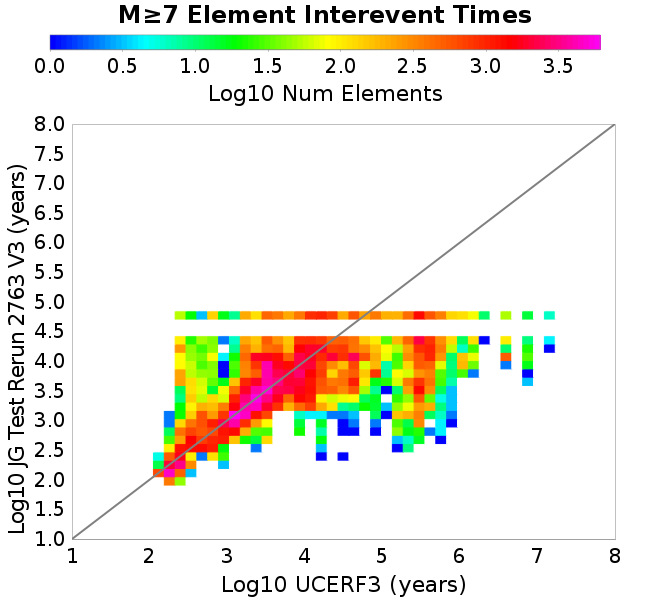 M≥7 Element Interevent Times
0.0 0.5 1.0 1.5 2.0 2.5 3.0 3.5
Log10 Num Elements
8.0
7.5
7.0
6.5
6.0
5.5
5.0
4.5
4.0
3.5
3.0
2.5
2.0
1.5
1.0
Log10 JG Test Rerun 2763 V3 (years)
1 2 3 4 5 6 7 8
Log10 UCERF3 (years)